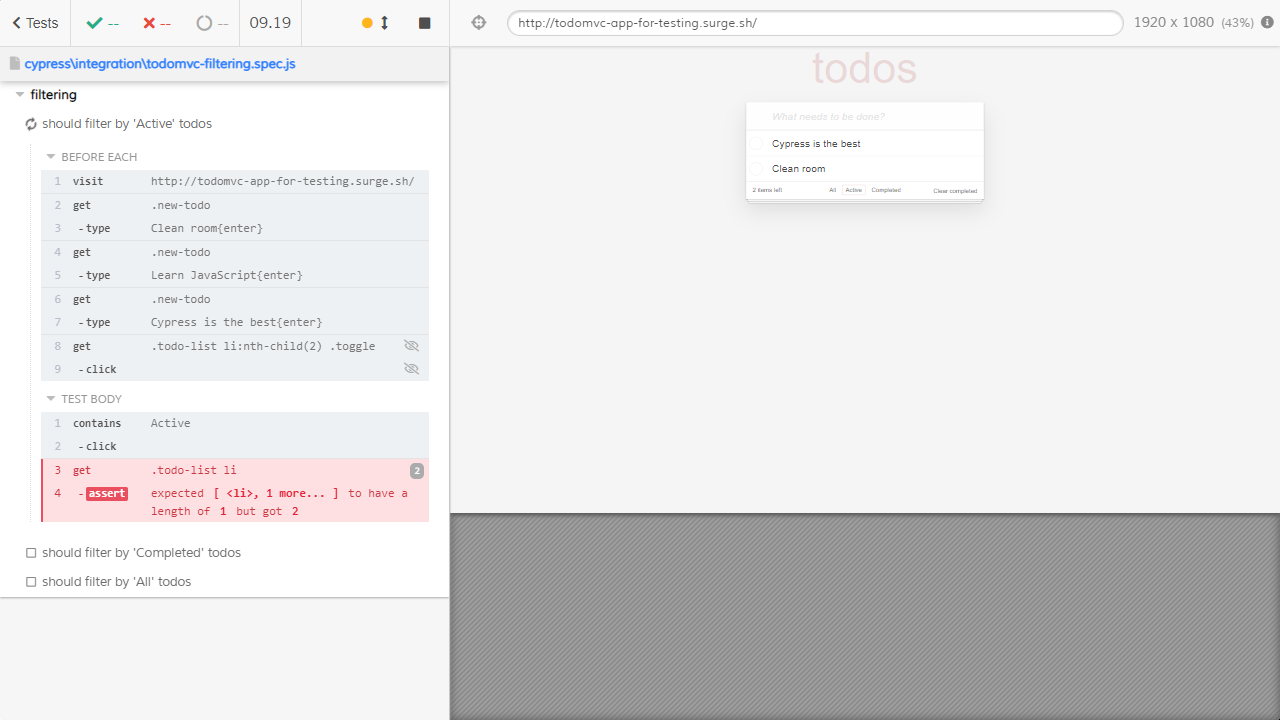 Tests -- -- -- 09.19
http://todomvc-app-for-testing.surge.sh/ 1920 x 1080 (43%)
cypress\integration\todomvc-filtering.spec.js
filtering
should filter by 'Active' todos
BEFORE EACH
1 visit http://todomvc-app-for-testing.surge.sh/
2 get .new-todo
3 -type Clean room{enter}
4 get .new-todo
5 -type Learn JavaScript{enter}
6 get .new-todo
7 -type Cypress is the best{enter}
8 get .todo-list li:nth-child(2) .toggle
9 -click
TEST BODY
1 contains Active
2 -click
3 get .todo-list li 2
4 -assert expected [ <li>, 1 more... ] to have a
length of 1 but got 2
should filter by 'Completed' todos
should filter by 'All' todos
todos
What needs to be done?
Cypress is the best
Clean room
2 items left All Active Completed Clear completed